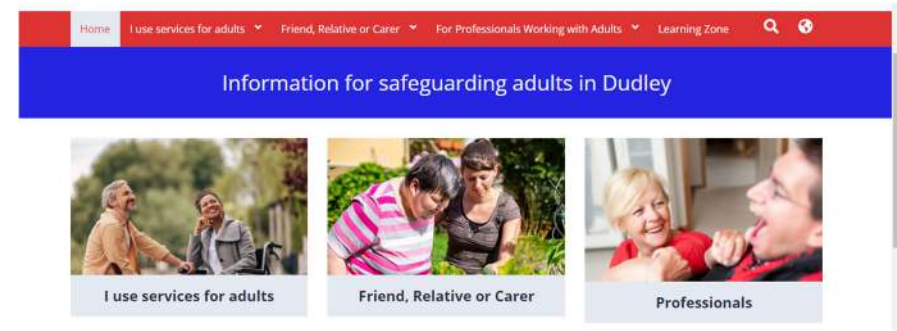 Home I use services for adults Friend, Relative or Carer For Professionals Working with Adults Learning Zone
Information for safeguarding adults in Dudley
I use services for adults Friend, Relative or Carer Professionals